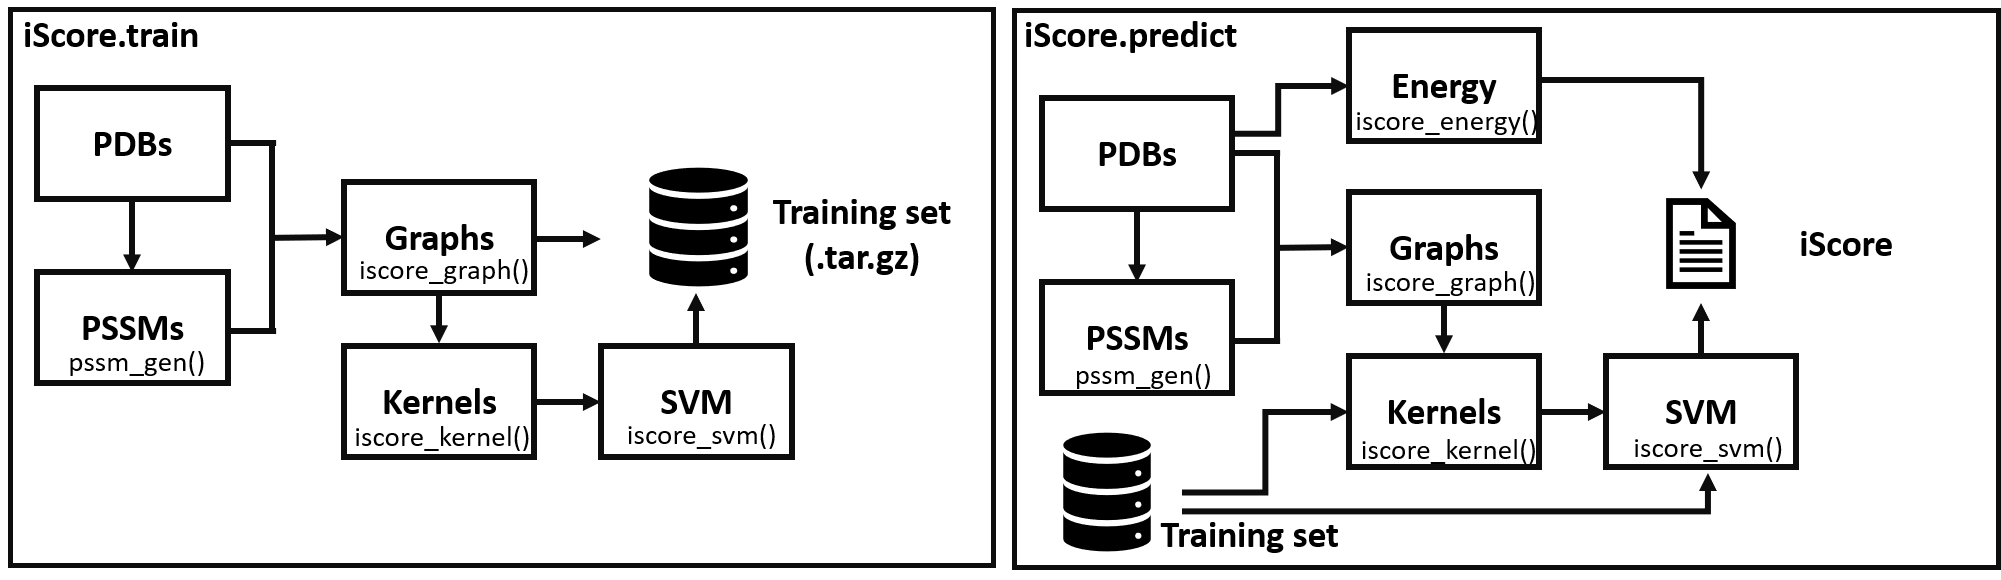 iScore.train
PDBs
PSSMs
pssm_gen()
Graphs
iscore_graph()
Kernels
iscore_kernel()
SVM
iscore_svm()
Training set
(.tar.gz)
iScore.predict
PDBs
PSSMs
pssm_gen()
Energy
iscore_energy()
Graphs
iscore_graph()
Kernels
iscore_kernel()
SVM
iscore_svm()
iScore
Training set